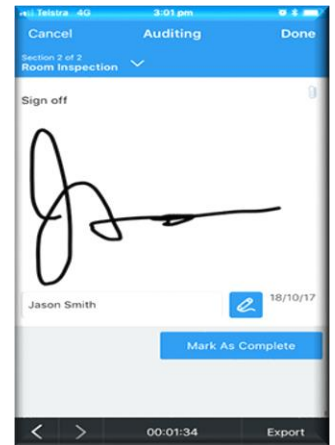 Telstra 4G 3:01 pm
Cancel Auditing Done
Section 2 of 2
Room Inspection
Sign off
Jason Smith 18/10/17
Mark As Complete
00:01:34 Export